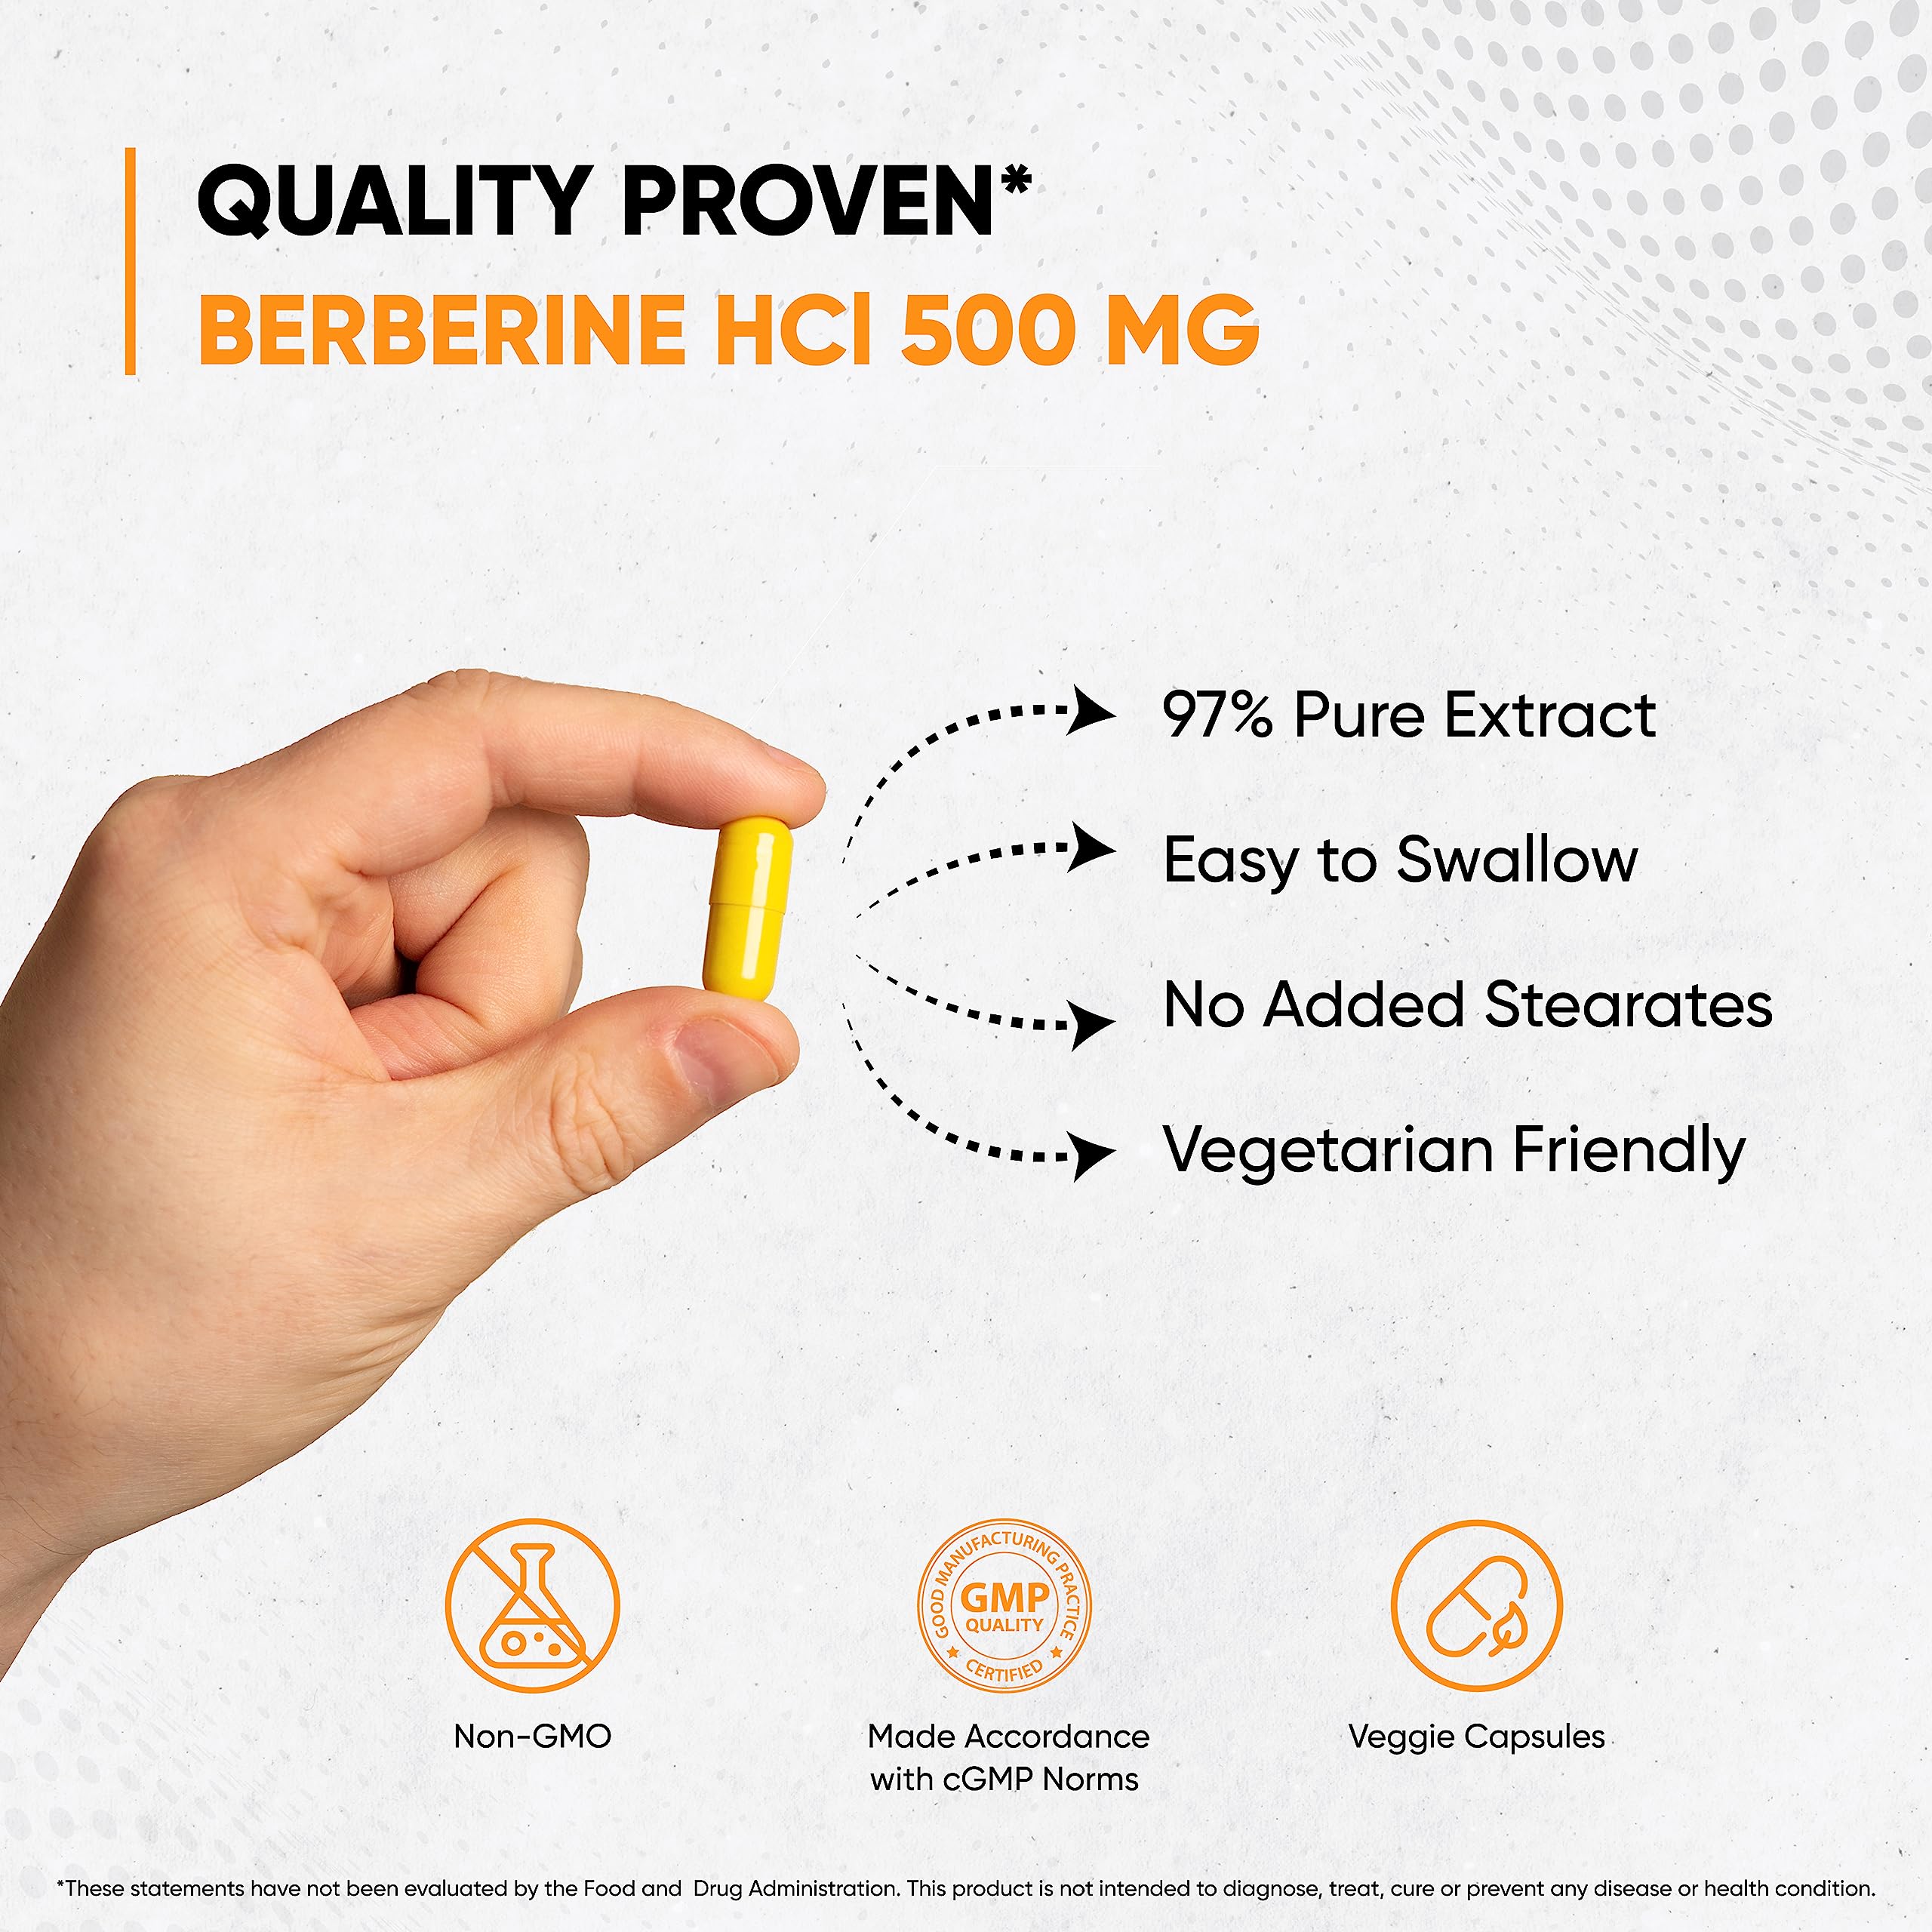 QUALITY PROVEN*
BERBERINE HCl 500 MG
97% Pure Extract
Easy to Swallow
No Added Stearates
Vegetarian Friendly
GOOD MANUFACTURING PRACTICE
GMP
QUALITY
CERTIFIED
Non-GMO
Made Accordance
with cGMP Norms
Veggie Capsules
*These statements have not been evaluated by the Food and Drug Administration. This product is not intended to diagnose, treat, cure or prevent any disease or health condition.